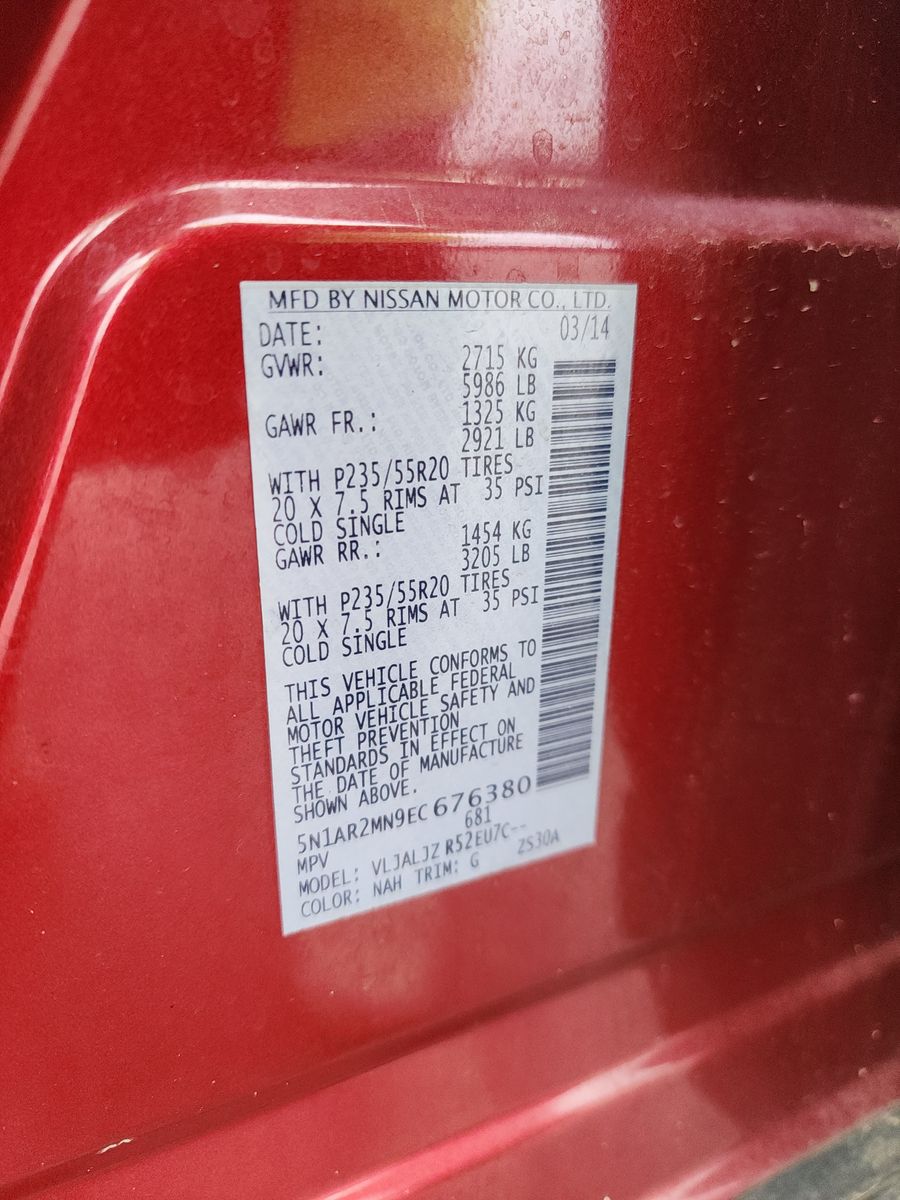 MFD BY NISSAN MOTOR CO., LTD.
DATE: 03/14
GVWR: 2715 KG
5986 LB
GAWR FR.: 1325 KG
2921 LB
WITH P235/55R20 TIRES
20 X 7.5 RIMS AT 35 PSI
COLD SINGLE
GAWR RR.: 1454 KG
3205 LB
WITH P235/55R20 TIRES
20 X 7.5 RIMS AT 35 PSI
COLD SINGLE
THIS VEHICLE CONFORMS TO
ALL APPLICABLE FEDERAL
MOTOR VEHICLE SAFETY AND
THEFT PREVENTION
STANDARDS IN EFFECT ON
THE DATE OF MANUFACTURE
SHOWN ABOVE.
5N1AR2MN9EC676380
MPV 681
MODEL: VLJALJZ R52EU7C--
COLOR: NAH TRIM: G ZS30A